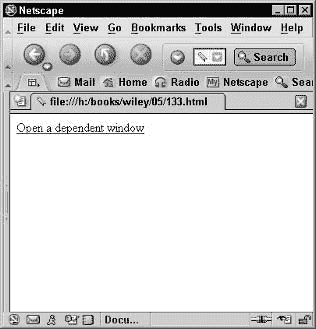 Netscape
File Edit View Go Bookmarks Tools Window Help
Search
Mail Home Radio My Netscape Sear
file:///h:/books/wiley/05/133.html
Open a dependent window
Docu...